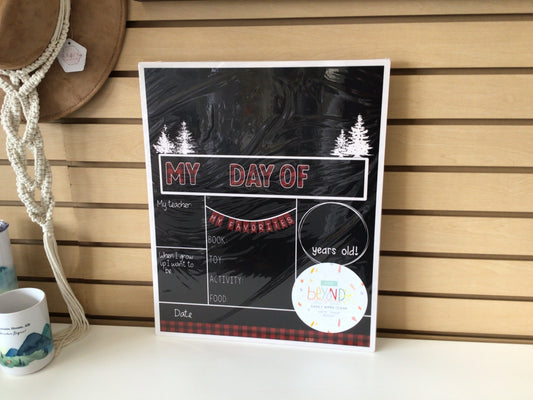 MY DAY OF
My teacher
MY FAVORITES
BOOK:
TOY
ACTIVITY:
FOOD:
When I grow
up I want to
be
years old!
Date